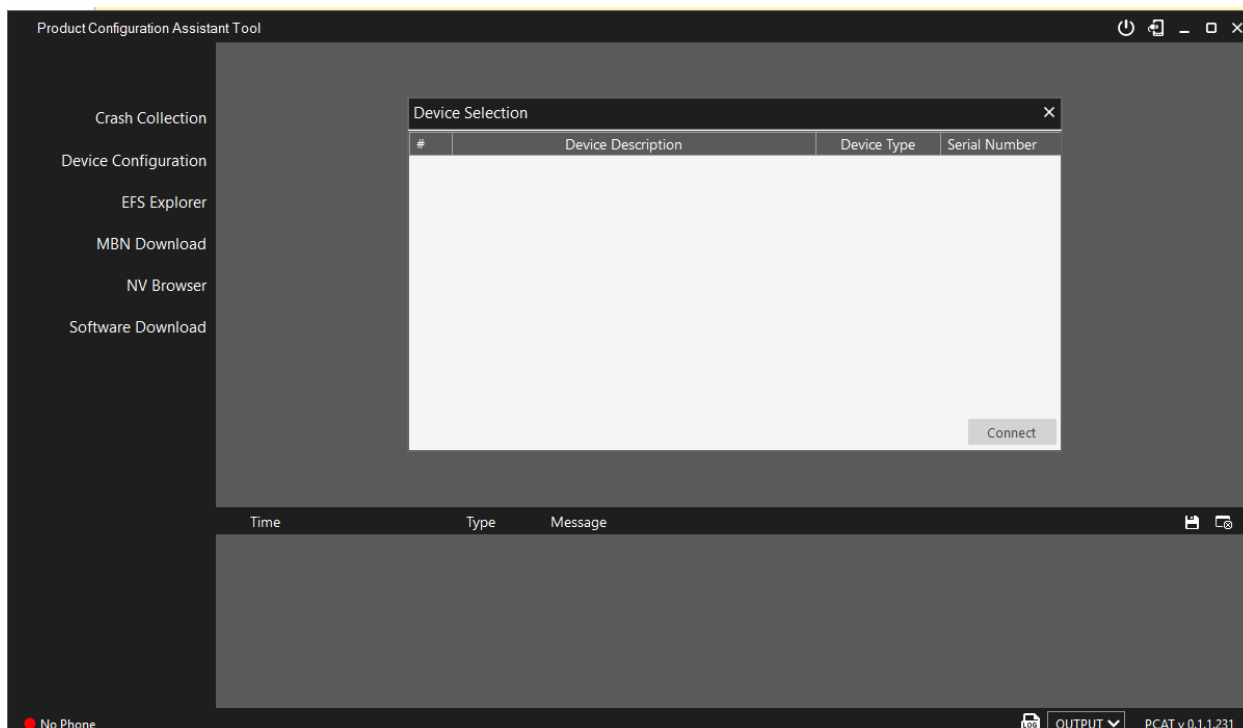 Product Configuration Assistant Tool
Crash Collection
Device Configuration
EFS Explorer
MBN Download
NV Browser
Software Download
Device Selection
# Device Description Device Type Serial Number
Connect
Time Type Message
No Phone
LOG OUTPUT PCAT v 0.1.1.231